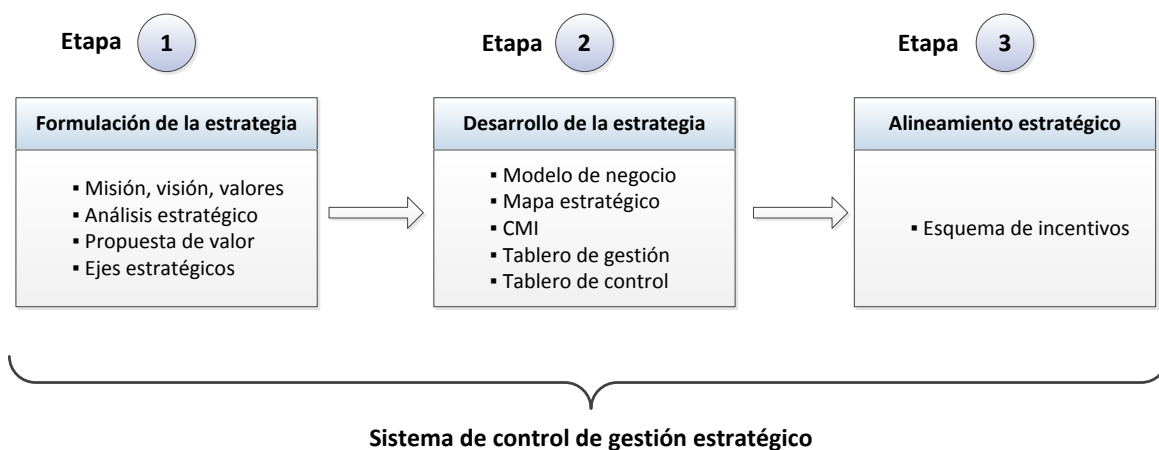 Etapa 1
Etapa 2
Etapa 3
Formulación de la estrategia
▪ Misión, visión, valores
▪ Análisis estratégico
▪ Propuesta de valor
▪ Ejes estratégicos
Desarrollo de la estrategia
▪ Modelo de negocio
▪ Mapa estratégico
▪ CMI
▪ Tablero de gestión
▪ Tablero de control
Alineamiento estratégico
▪ Esquema de incentivos
Sistema de control de gestión estratégico